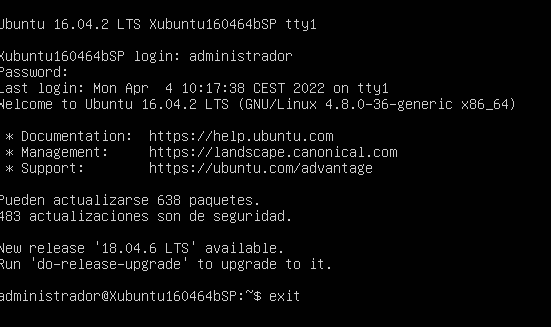 Ubuntu 16.04.2 LTS Xubuntu160464bSP tty1
Xubuntu160464bSP login: administrador
Password:
Last login: Mon Apr  4 10:17:38 CEST 2022 on tty1
Welcome to Ubuntu 16.04.2 LTS (GNU/Linux 4.8.0-36-generic x86_64)
* Documentation:  https://help.ubuntu.com
* Management:     https://landscape.canonical.com
* Support:        https://ubuntu.com/advantage
Pueden actualizarse 638 paquetes.
483 actualizaciones son de seguridad.
New release '18.04.6 LTS' available.
Run 'do-release-upgrade' to upgrade to it.
administrador@Xubuntu160464bSP:~$ exit